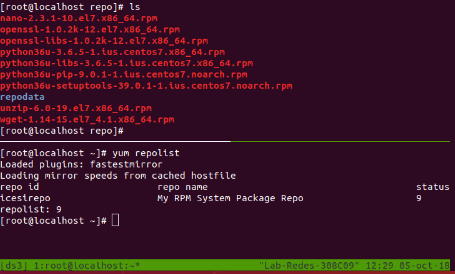 [root@localhost repo]# ls
nano-2.3.1-10.el7.x86_64.rpm
openssl-1.0.2k-12.el7.x86_64.rpm
openssl-libs-1.0.2k-12.el7.x86_64.rpm
python36u-3.6.5-1.ius.centos7.x86_64.rpm
python36u-libs-3.6.5-1.ius.centos7.x86_64.rpm
python36u-pip-9.0.1-1.ius.centos7.noarch.rpm
python36u-setuptools-39.0.1-1.ius.centos7.noarch.rpm
repodata
unzip-6.0-19.el7.x86_64.rpm
wget-1.14-15.el7_4.1.x86_64.rpm
[root@localhost repo]#
[root@localhost ~]# yum repolist
Loaded plugins: fastestmirror
Loading mirror speeds from cached hostfile
repo id repo name status
icesirepo My RPM System Package Repo 9
repolist: 9
[root@localhost ~]#
[ds3] 1:root@localhost:~* "Lab-Redes-308C09" 12:29 05-oct-18